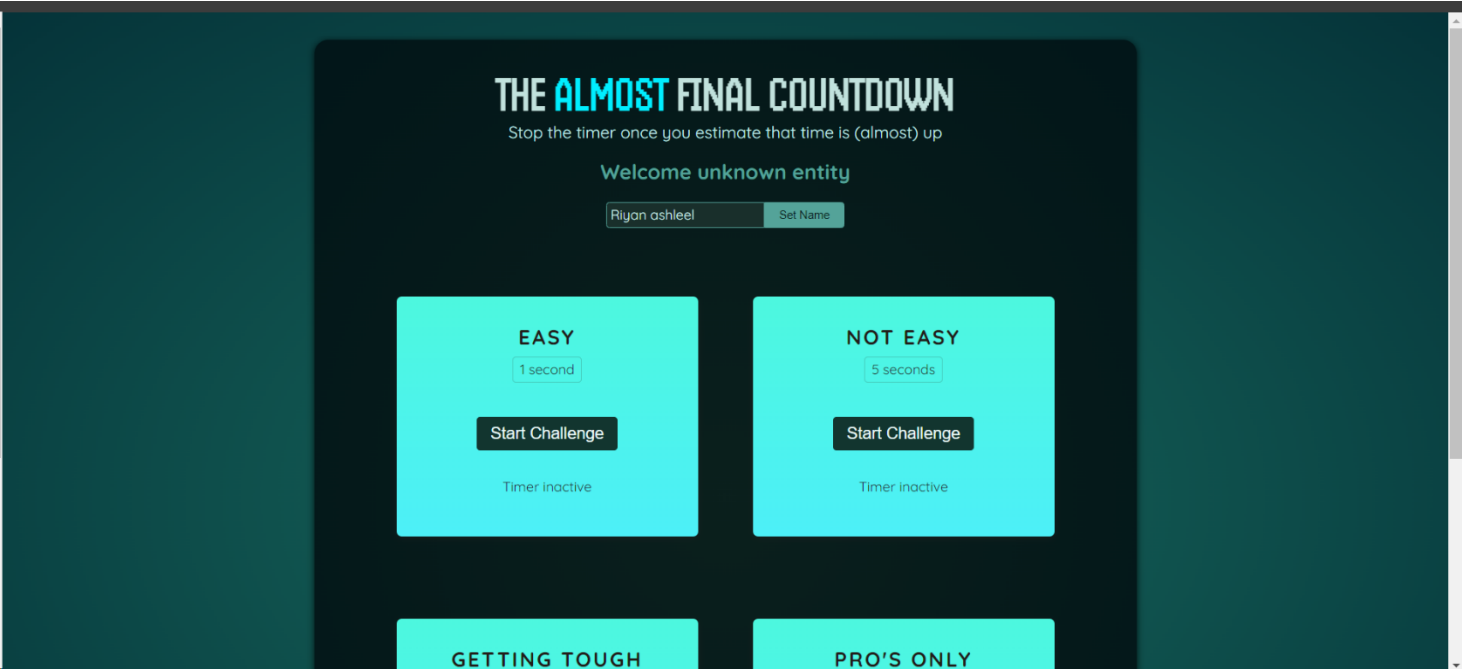 THE ALMOST FINAL COUNTDOWN
Stop the timer once you estimate that time is (almost) up
Welcome unknown entity
Riyan ashleel
Set Name
EASY
1 second
Start Challenge
Timer inactive
NOT EASY
5 seconds
Start Challenge
Timer inactive
GETTING TOUGH
PRO'S ONLY